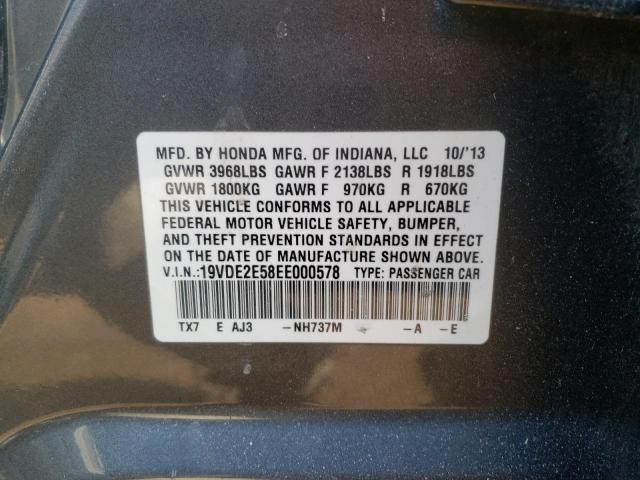 MFD. BY HONDA MFG. OF INDIANA, LLC 10/'13
GVWR 3968LBS GAWR F 2138LBS R 1918LBS
GVWR 1800KG GAWR F 970KG R 670KG
THIS VEHICLE CONFORMS TO ALL APPLICABLE
FEDERAL MOTOR VEHICLE SAFETY, BUMPER,
AND THEFT PREVENTION STANDARDS IN EFFECT
ON THE DATE OF MANUFACTURE SHOWN ABOVE.
V.I.N.:19VDE2E58EE000578 TYPE: PASSENGER CAR
TX7 E AJ3 -NH737M -A -E